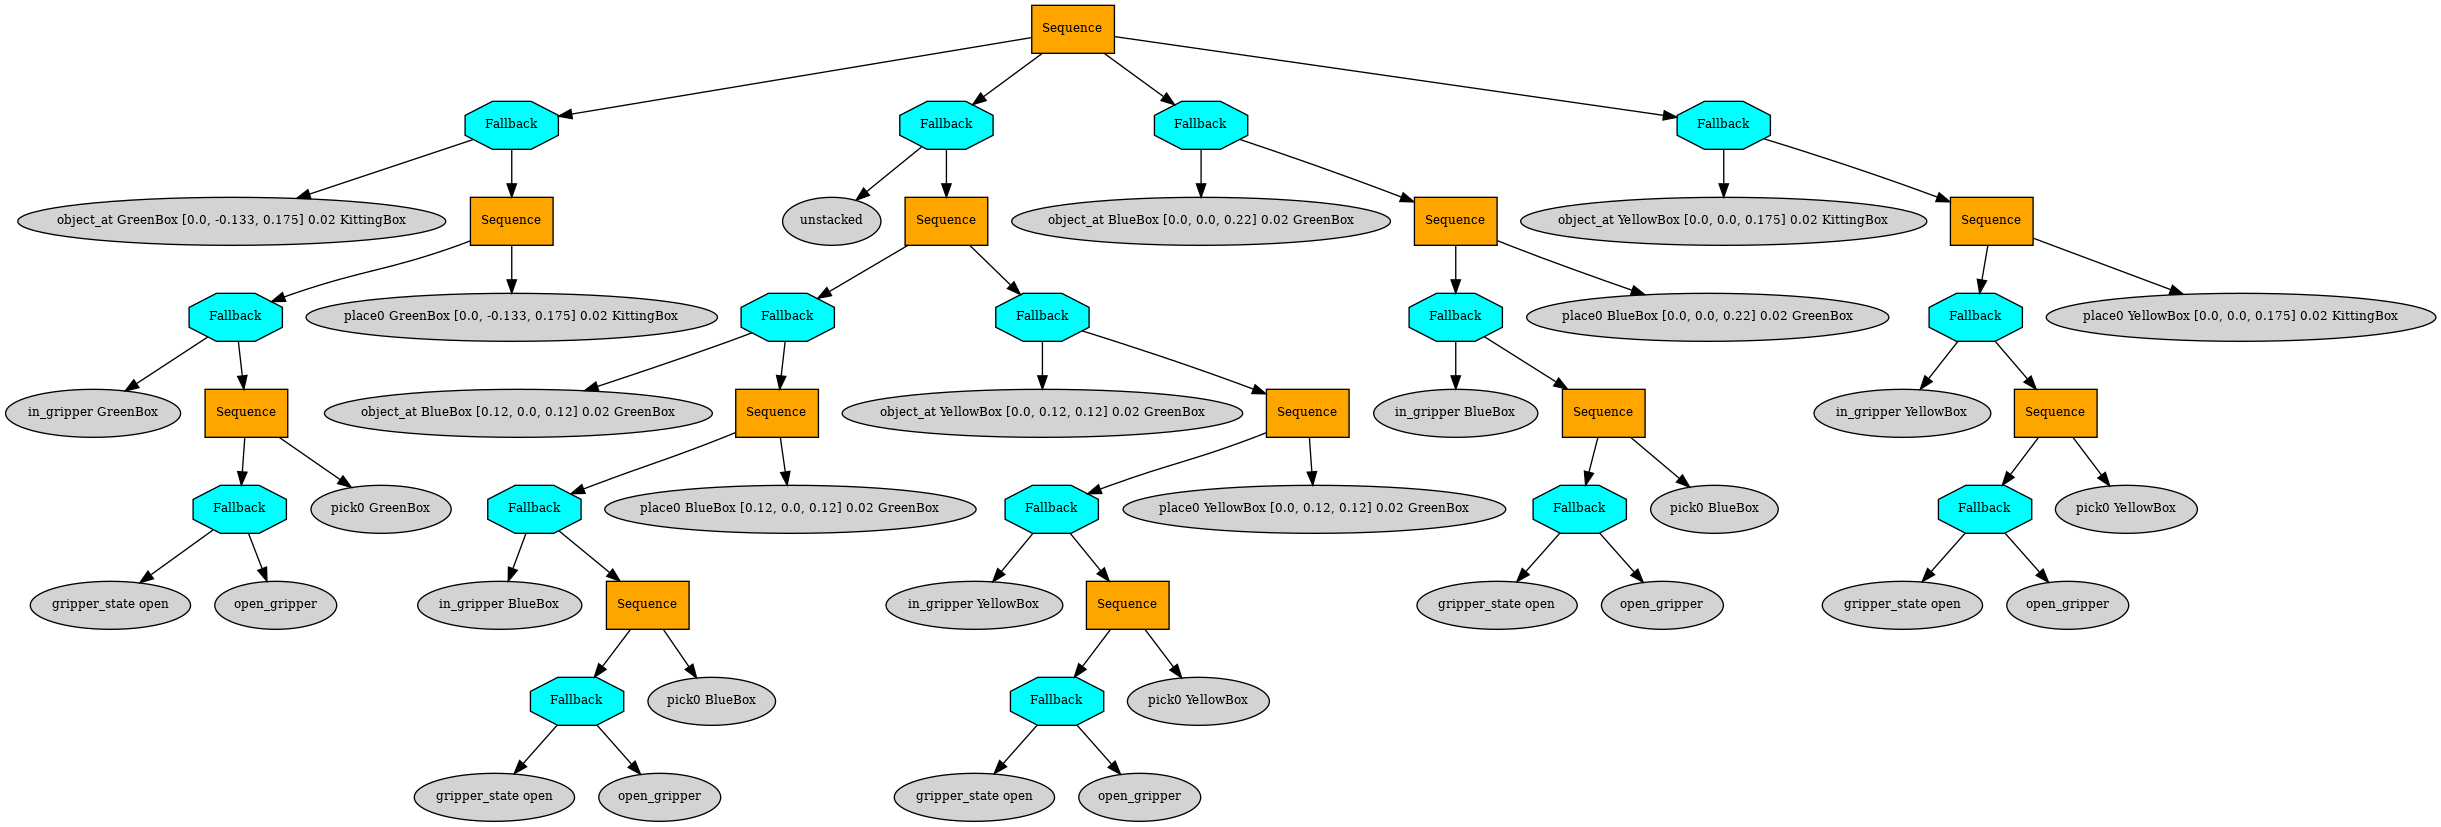 Sequence
Fallback
Fallback
Fallback
Fallback
object_at GreenBox [0.0, -0.133, 0.175] 0.02 KittingBox
Sequence
unstacked
Sequence
object_at BlueBox [0.0, 0.0, 0.22] 0.02 GreenBox
Sequence
object_at YellowBox [0.0, 0.0, 0.175] 0.02 KittingBox
Sequence
Fallback
place0 GreenBox [0.0, -0.133, 0.175] 0.02 KittingBox
Fallback
Fallback
Fallback
place0 BlueBox [0.0, 0.0, 0.22] 0.02 GreenBox
Fallback
place0 YellowBox [0.0, 0.0, 0.175] 0.02 KittingBox
in_gripper GreenBox
Sequence
object_at BlueBox [0.12, 0.0, 0.12] 0.02 GreenBox
Sequence
object_at YellowBox [0.0, 0.12, 0.12] 0.02 GreenBox
Sequence
in_gripper BlueBox
Sequence
in_gripper YellowBox
Sequence
Fallback
pick0 GreenBox
Fallback
place0 BlueBox [0.12, 0.0, 0.12] 0.02 GreenBox
Fallback
place0 YellowBox [0.0, 0.12, 0.12] 0.02 GreenBox
Fallback
pick0 BlueBox
Fallback
pick0 YellowBox
gripper_state open
open_gripper
in_gripper BlueBox
Sequence
in_gripper YellowBox
Sequence
gripper_state open
open_gripper
gripper_state open
open_gripper
Fallback
pick0 BlueBox
Fallback
pick0 YellowBox
gripper_state open
open_gripper
gripper_state open
open_gripper